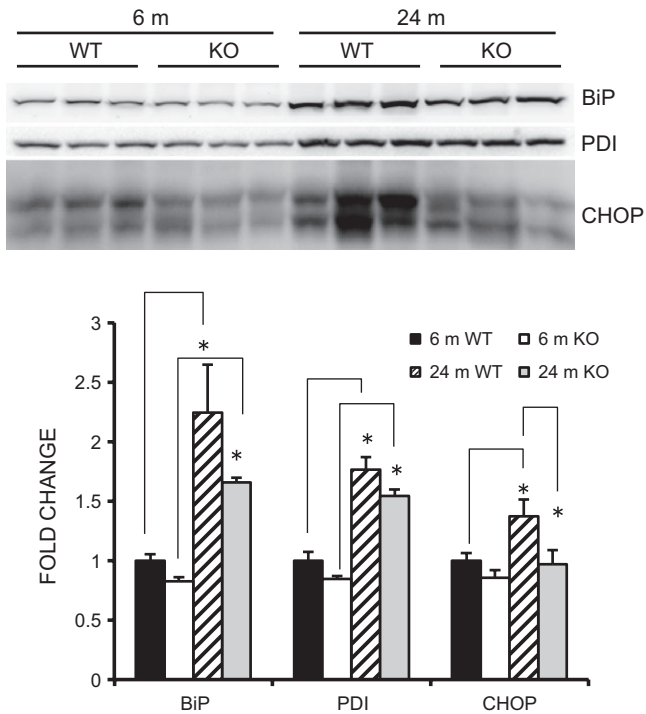 6 m 24 m
WT KO WT KO
BiP
PDI
CHOP
3
2.5
2
1.5
1
0.5
0
FOLD CHANGE
6 m WT 6 m KO
24 m WT 24 m KO
*
*
*
*
*
*
BiP PDI CHOP